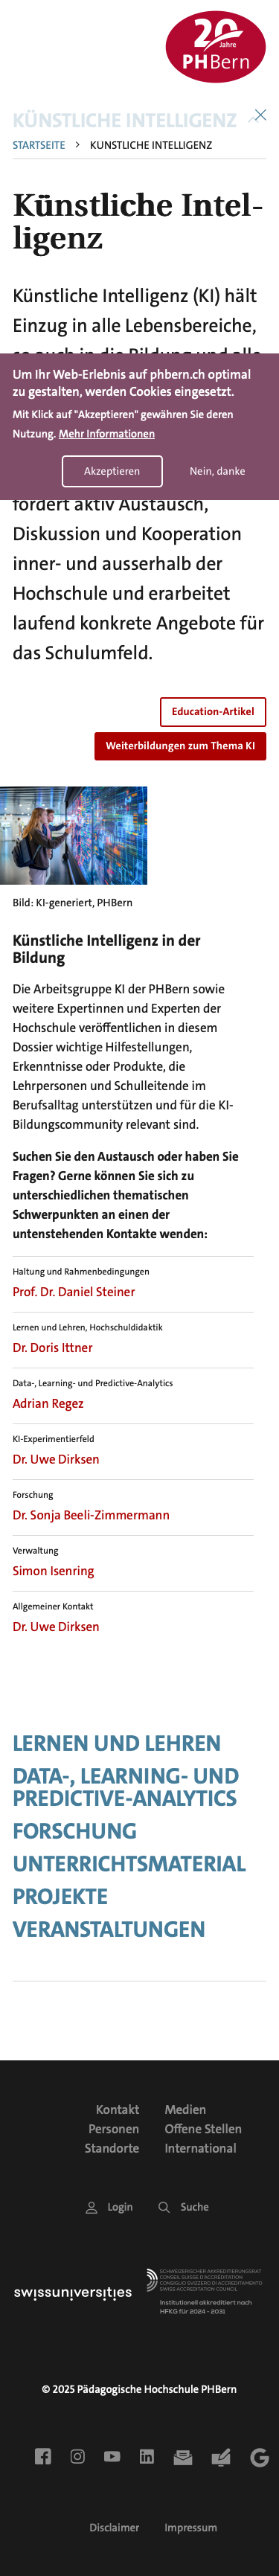 20
Jahre
PHBern
KÜNSTLICHE INTELLIGENZ
STARTSEITE > KÜNSTLICHE INTELLIGENZ
Künstliche Intel-
ligenz
Künstliche Intelligenz (KI) hält
Einzug in alle Lebensbereiche,
Um Ihr Web-Erlebnis auf phbern.ch optimal
zu gestalten, werden Cookies eingesetzt.
Mit Klick auf "Akzeptieren" gewähren Sie deren
Nutzung. Mehr Informationen
Akzeptieren
Nein, danke
fördert aktiv Austausch,
Diskussion und Kooperation
inner- und ausserhalb der
Hochschule und erarbeitet
laufend konkrete Angebote für
das Schulumfeld.
Education-Artikel
Weiterbildungen zum Thema KI
Bild: KI-generiert, PHBern
Künstliche Intelligenz in der
Bildung
Die Arbeitsgruppe KI der PHBern sowie
weitere Expertinnen und Experten der
Hochschule veröffentlichen in diesem
Dossier wichtige Hilfestellungen,
Erkenntnisse oder Produkte, die
Lehrpersonen und Schulleitende im
Berufsalltag unterstützen und für die KI-
Bildungscommunity relevant sind.
Suchen Sie den Austausch oder haben Sie
Fragen? Gerne können Sie sich zu
unterschiedlichen thematischen
Schwerpunkten an einen der
untenstehenden Kontakte wenden:
Haltung und Rahmenbedingungen
Prof. Dr. Daniel Steiner
Lernen und Lehren, Hochschuldidaktik
Dr. Doris Ittner
Data-, Learning- und Predictive-Analytics
Adrian Regez
KI-Experimentierfeld
Dr. Uwe Dirksen
Forschung
Dr. Sonja Beeli-Zimmermann
Verwaltung
Simon Isenring
Allgemeiner Kontakt
Dr. Uwe Dirksen
LERNEN UND LEHREN
DATA-, LEARNING- UND
PREDICTIVE-ANALYTICS
FORSCHUNG
UNTERRICHTSMATERIAL
PROJEKTE
VERANSTALTUNGEN
Kontakt
Personen
Standorte
Medien
Offene Stellen
International
Login
Suche
swissuniversities
SCHWEIZERISCHER AKKREDITIERUNGSRAT
CONSEIL SUISSE D'ACCRÉDITATION
CONSIGLIO SVIZZERO DI ACCREDITAMENTO
SWISS ACCREDITATION COUNCIL
Institutionell akkreditiert nach
HFKG für 2024 - 2031
© 2025 Pädagogische Hochschule PHBern
Disclaimer
Impressum